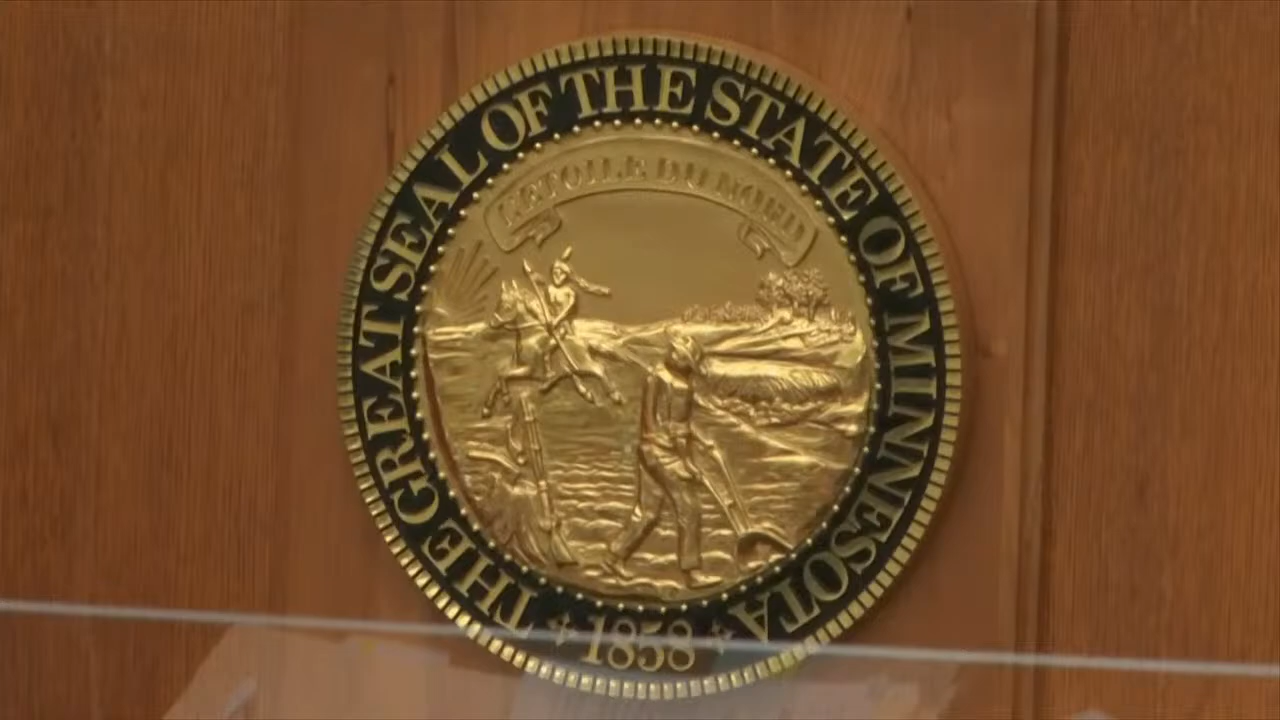 THE GREAT SEAL OF THE STATE OF MINNESOTA
L'ETOILE DU NORD
1858